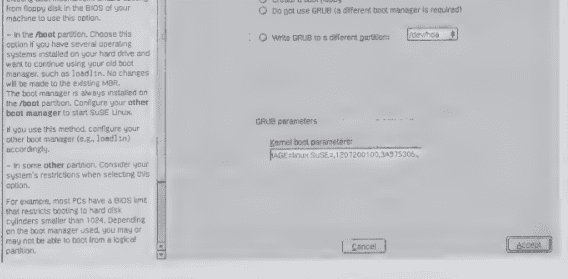 from floppy disk in the BIOS of your
machine to use this option.
- In the /boot partition. Choose this
option if you have several operating
systems installed on your hard drive and
want to continue using your old boot
manager, such as loadlin. No changes
will be made to the existing MBR.
The boot manager is always installed on
the /boot partition. Configure your other
boot manager to start SuSE Linux.
If you use this method, configure your
other boot manager (e.g., loadlin)
accordingly.
- In some other partition. Consider your
system's restrictions when selecting this
option.
For example, most PCs have a BIOS limit
that restricts booting to hard disk
cylinders smaller than 1024. Depending
on the boot manager used, you may or
may not be able to boot from a logical
partition.
Do not use GRUB (a different boot manager is required)
Write GRUB to a different partition:
GRUB parameters
Kernel boot parameters:
Cancel
Accept